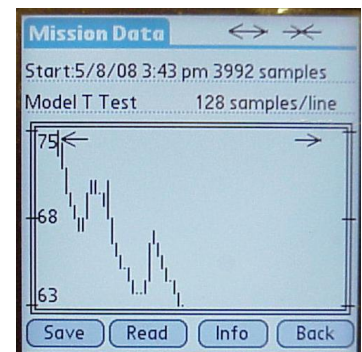 Mission Data
Start:5/8/08 3:43 pm 3992 samples
Model T Test 128 samples/line
75
68
63
Save Read Info Back